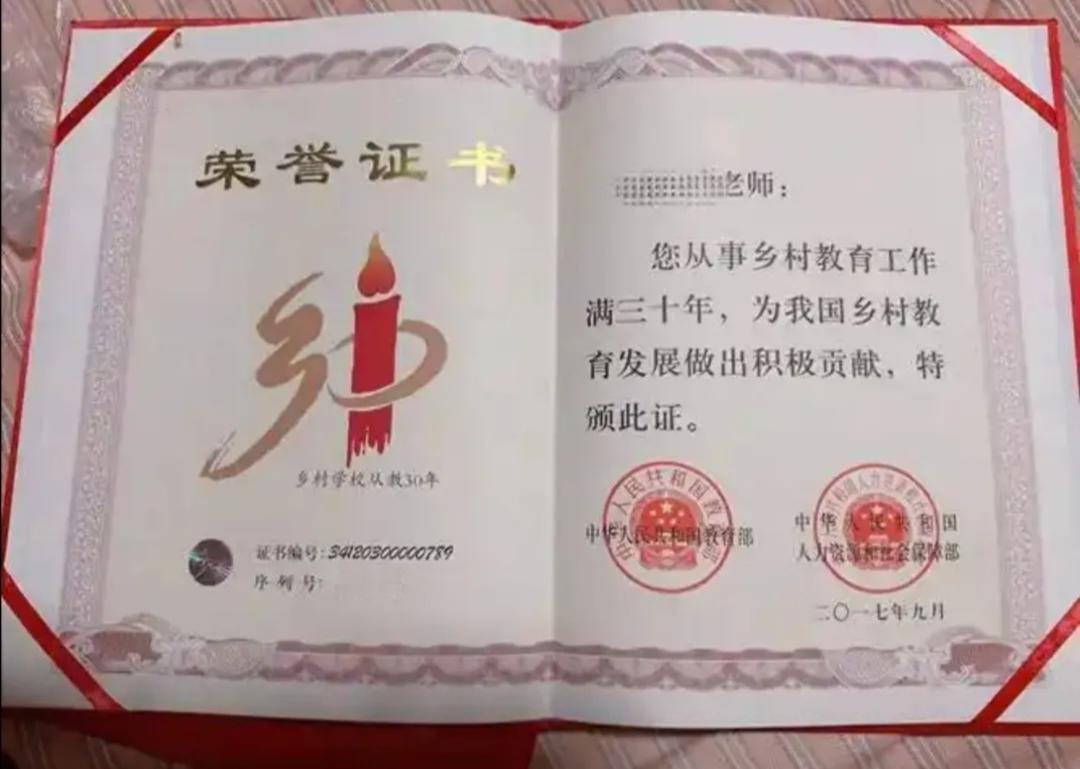 荣誉证书
乡村学校从教30年
证书编号:34120300000789
序列号:
老师:
您从事乡村教育工作
满三十年,为我国乡村教
育发展做出积极贡献,特
颁此证。
中华人民共和国教育部
中华人民共和国
人力资源和社会保障部
二〇一七年九月